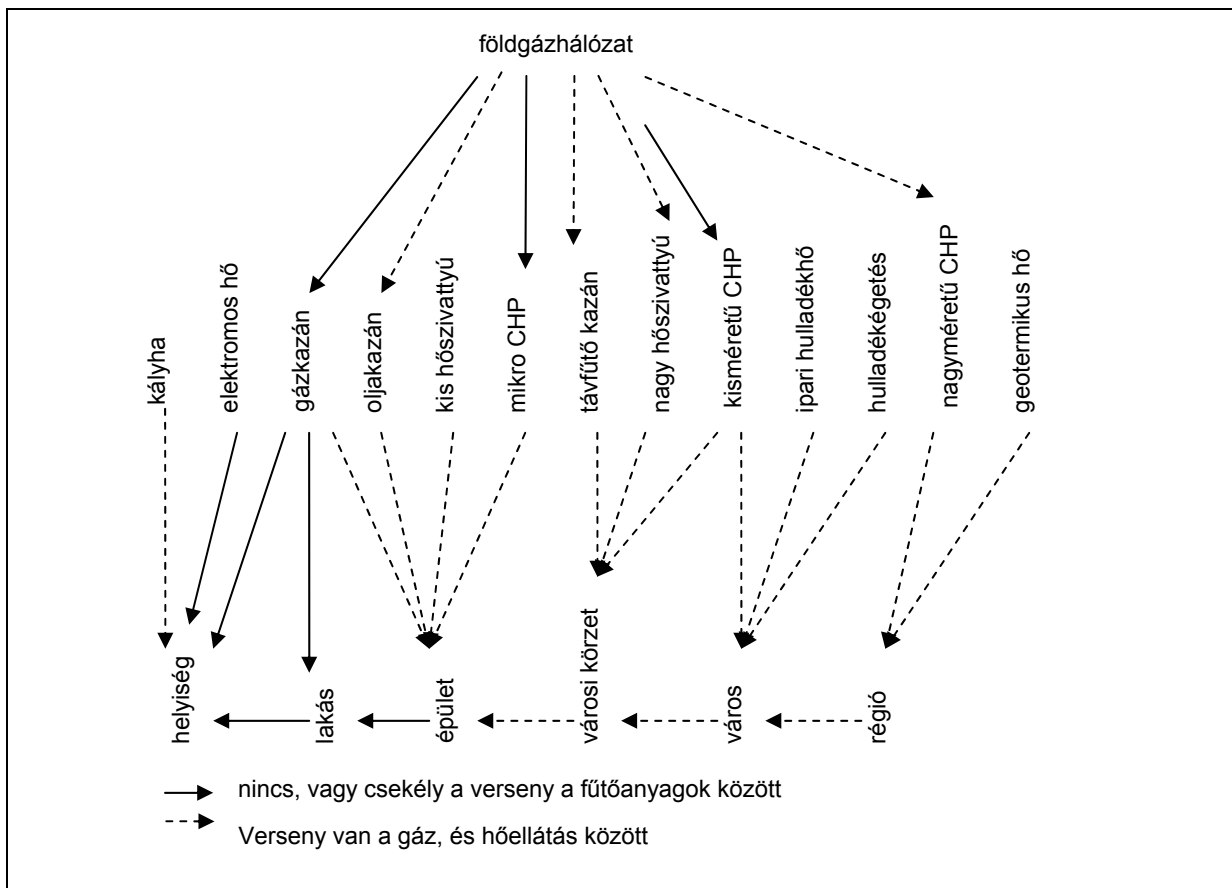 földgázhálózat
kályha
elektromos hő
gázkazán
oljakazán
kis hőszivattyú
mikro CHP
távfűtő kazán
nagy hőszivattyú
kisméretű CHP
ipari hulladékhő
hulladékégetés
nagyméretű CHP
geotermikus hő
helyiség
lakás
épület
városi körzet
város
régió
nincs, vagy csekély a verseny a fűtőanyagok között
Verseny van a gáz, és hőellátás között